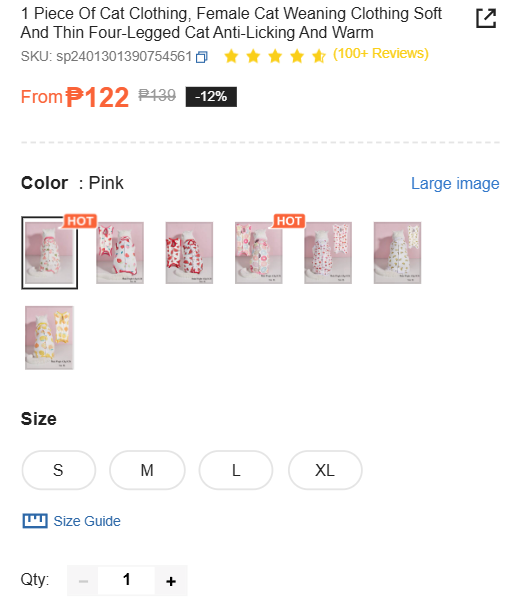 1 Piece Of Cat Clothing, Female Cat Weaning Clothing Soft
And Thin Four-Legged Cat Anti-Licking And Warm
SKU: sp2401301390754561 (100+ Reviews)
From₱122 ₱139 -12%
Color : Pink Large image
HOT HOT
Size
S M L XL
Size Guide
Qty: − 1 +